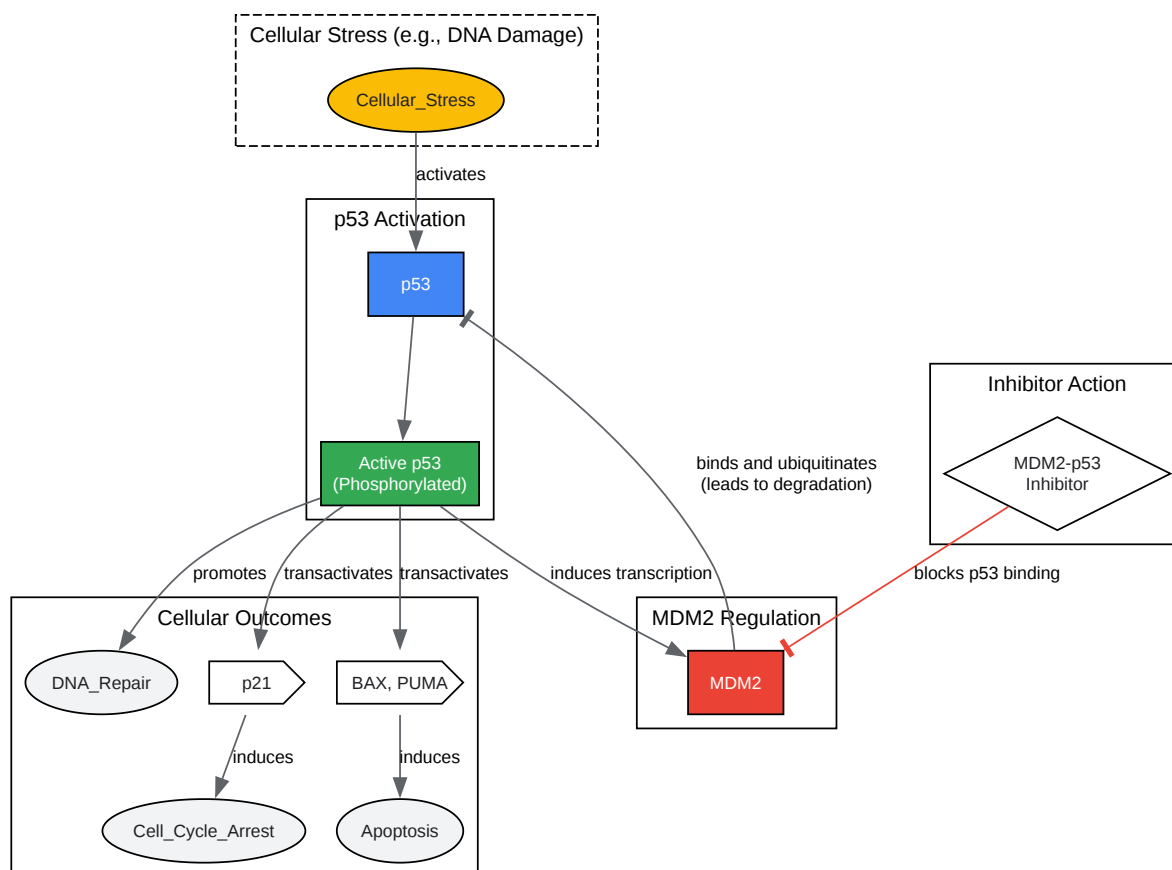 Cellular Stress (e.g., DNA Damage)
Cellular_Stress
activates
p53 Activation
p53
Active p53
(Phosphorylated)
binds and ubiquitinates
(leads to degradation)
Inhibitor Action
MDM2-p53
Inhibitor
promotes
transactivates
transactivates
induces transcription
blocks p53 binding
Cellular Outcomes
DNA_Repair
p21
BAX, PUMA
MDM2 Regulation
MDM2
induces
induces
Cell_Cycle_Arrest
Apoptosis